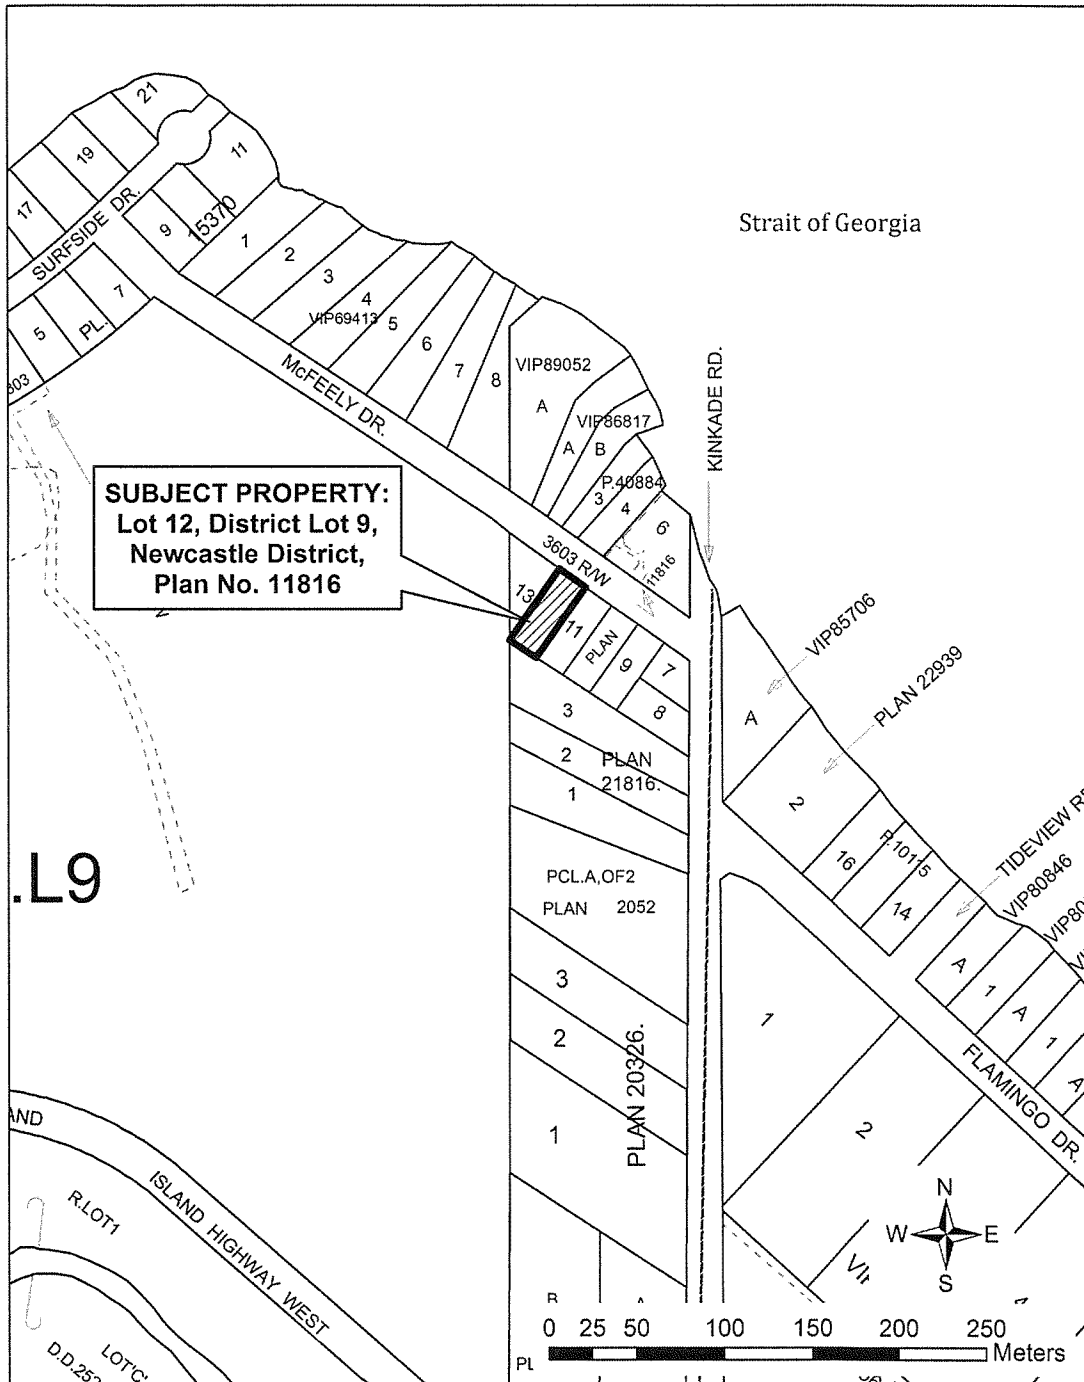 Strait of Georgia
21
19
17
11
9
15370
SURFSIDE DR.
7
PL.
5
303
1
2
3
4
VIP69413
5
6
7
8
McFEELY DR.
VIP89052
A
VIP86817
A
B
P.40884
3
4
6
11816
KINKADE RD.
3603 R/W
SUBJECT PROPERTY:
Lot 12, District Lot 9,
Newcastle District,
Plan No. 11816
13
11
PLAN
9
7
8
3
2
1
PLAN
21816.
VIP85706
A
PLAN 22939
2
16
P.10115
14
TIDEVIEW
VIP80846
A
1
A
1
A
.L9
PCL.A,OF2
PLAN 2052
3
2
1
PLAN 20326.
1
2
FLAMINGO DR.
AND
ISLAND HIGHWAY WEST
R.LOT1
LOT'C'
N
W E
S
B
A
0 25 50 100 150 200 250
Meters